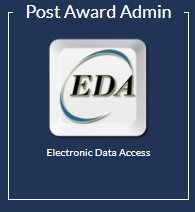 Post Award Admin
EDA
Electronic Data Access